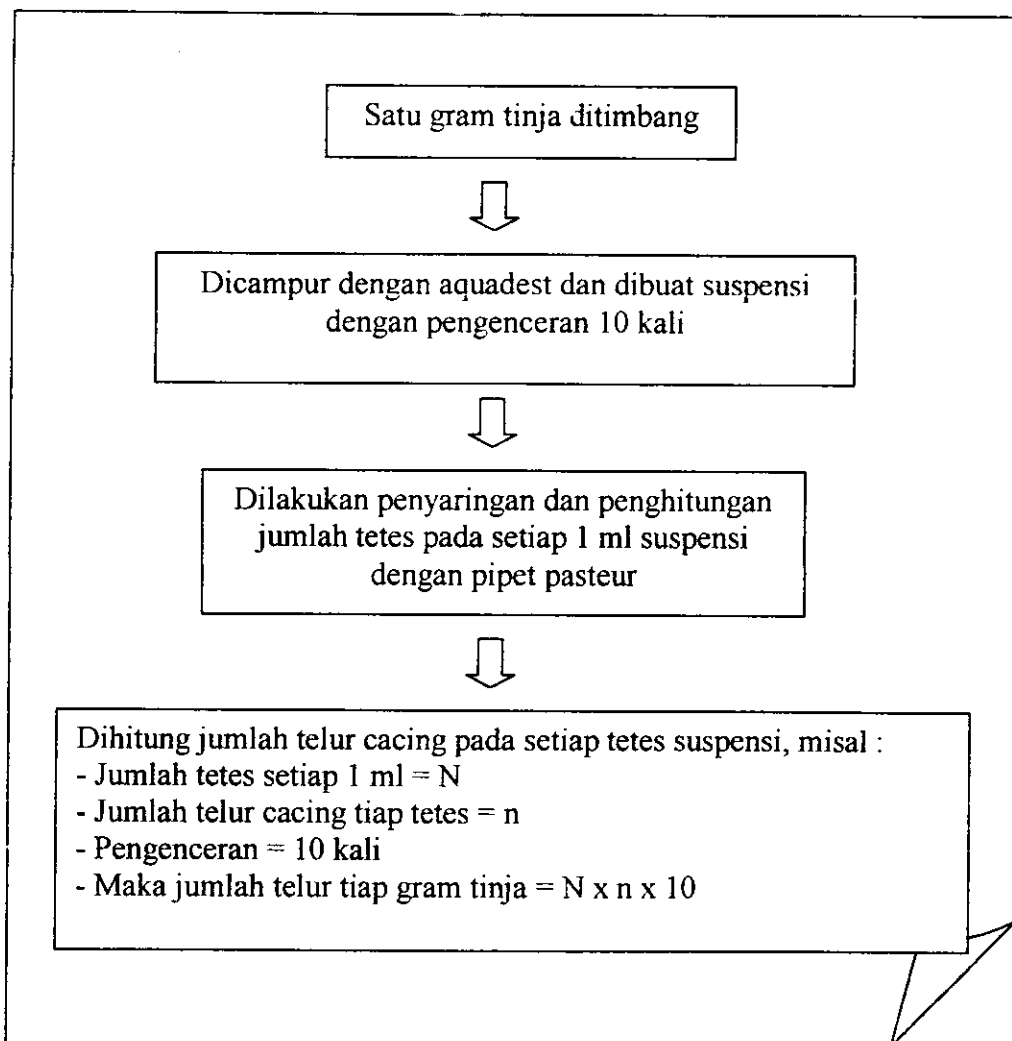 Satu gram tinja ditimbang
Dicampur dengan aquadest dan dibuat suspensi
dengan pengenceran 10 kali
Dilakukan penyaringan dan penghitungan
jumlah tetes pada setiap 1 ml suspensi
dengan pipet pasteur
Dihitung jumlah telur cacing pada setiap tetes suspensi, misal :
- Jumlah tetes setiap 1 ml = N
- Jumlah telur cacing tiap tetes = n
- Pengenceran = 10 kali
- Maka jumlah telur tiap gram tinja = N x n x 10